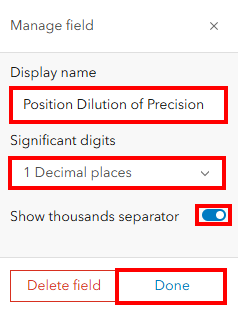 Manage field
Display name
Position Dilution of Precision
Significant digits
1 Decimal places
Show thousands separator
Delete field
Done